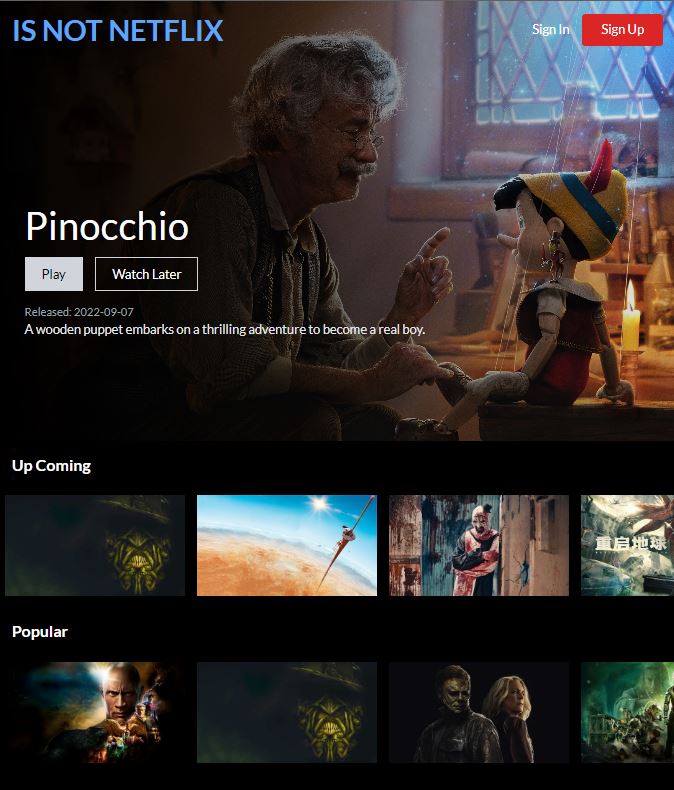 IS NOT NETFLIX
Sign In
Sign Up
Pinocchio
Play
Watch Later
Released: 2022-09-07
A wooden puppet embarks on a thrilling adventure to become a real boy.
Up Coming
重启地球
Popular